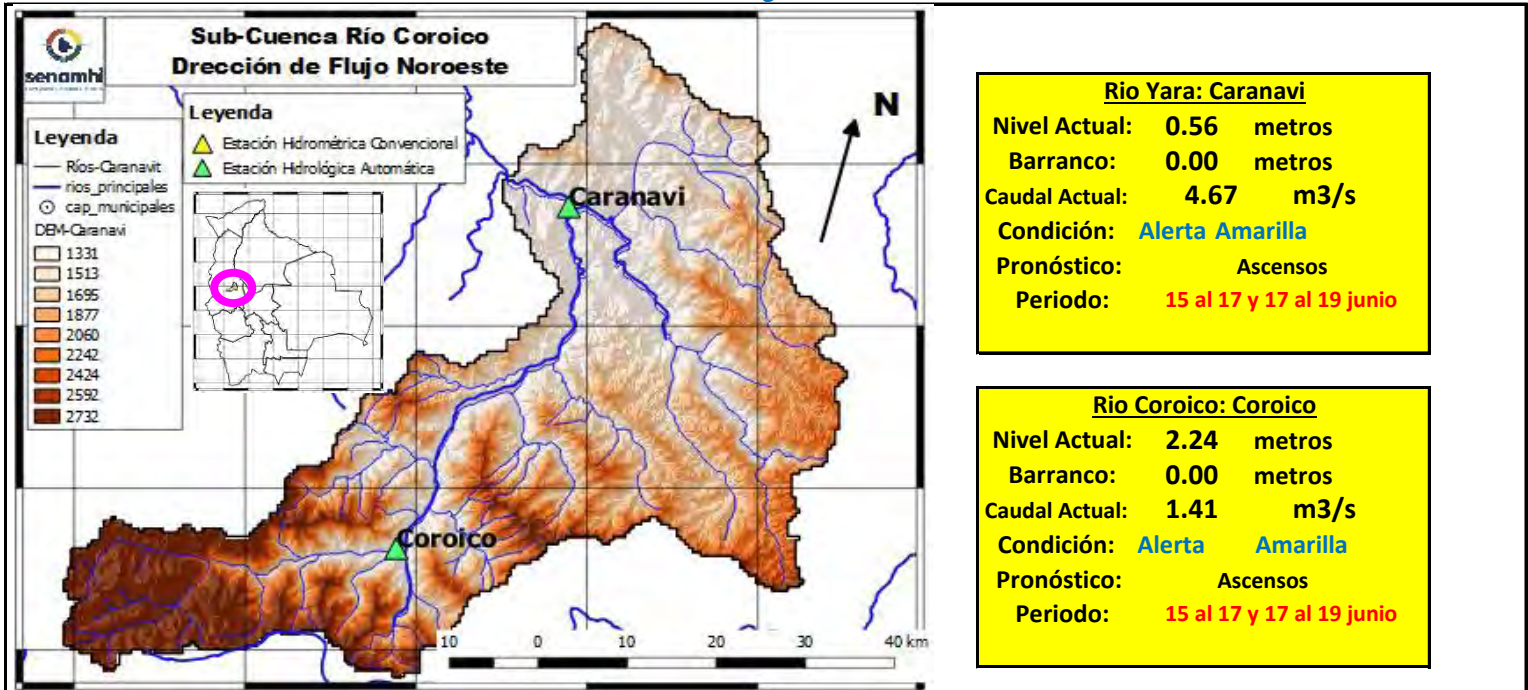 senamhi
Sub-Cuenca Río Coroico
Drección de Flujo Noroeste
Leyenda
Estación Hidrométrica Convencional
Estación Hidrológica Automática
Leyenda
Ríos-Caranavit
rios_principales
cap_municipales
DEM-Caranavi
1331
1513
1695
1877
2060
2242
2424
2592
2732
N
Caranavi
Coroico
10 0 10 20 30 40 km
Rio Yara: Caranavi
Nivel Actual: 0.56 metros
Barranco: 0.00 metros
Caudal Actual: 4.67 m3/s
Condición: Alerta Amarilla
Pronóstico: Ascensos
Periodo: 15 al 17 y 17 al 19 junio
Rio Coroico: Coroico
Nivel Actual: 2.24 metros
Barranco: 0.00 metros
Caudal Actual: 1.41 m3/s
Condición: Alerta Amarilla
Pronóstico: Ascensos
Periodo: 15 al 17 y 17 al 19 junio